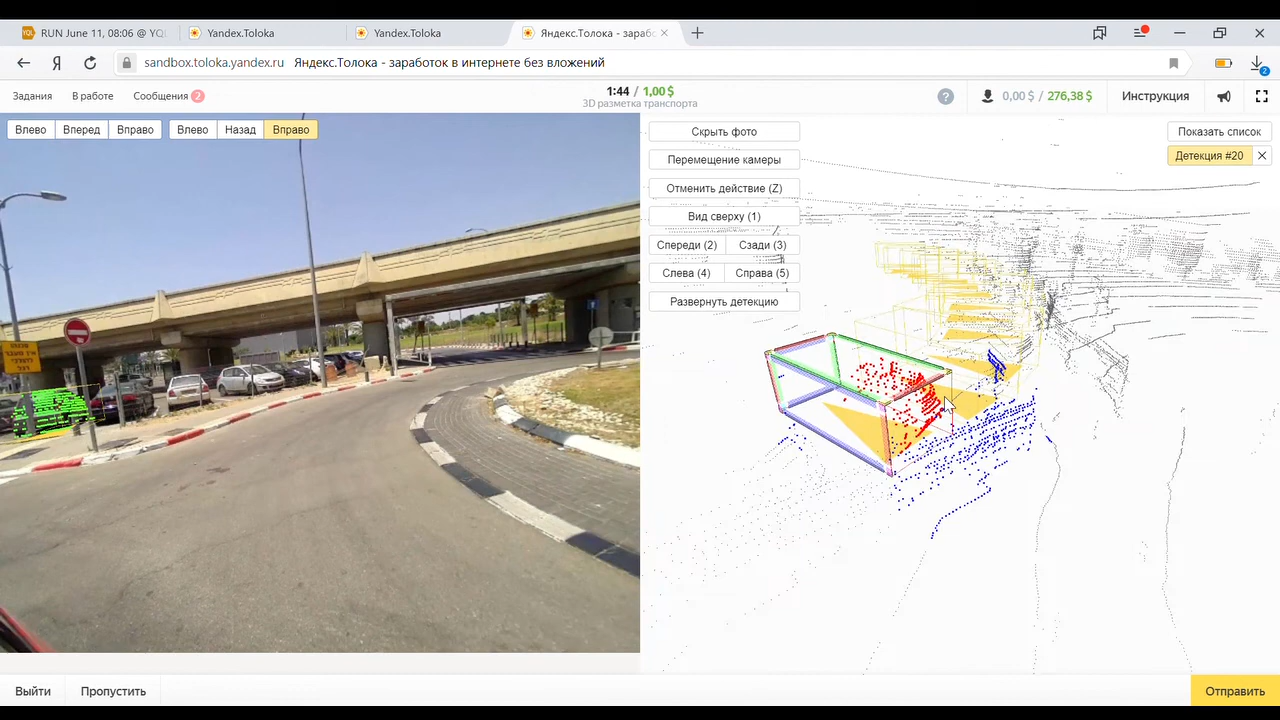 RUN June 11, 08:06 @ YQ
Yandex.Toloka
Yandex.Toloka
Яндекс.Толока - зарабо
sandbox.toloka.yandex.ru
Яндекс.Толока - заработок в интернете без вложений
2
Задания
В работе
Сообщения 2
1:44 / 1,00 $
3D разметка транспорта
?
0,00 $ / 276,38 $
Инструкция
Влево
Вперед
Вправо
Влево
Назад
Вправо
Скрыть фото
Перемещение камеры
Отменить действие (Z)
Вид сверху (1)
Спереди (2)
Сзади (3)
Слева (4)
Справа (5)
Развернуть детекцию
Показать список
Детекция #20
Выйти
Пропустить
Отправить